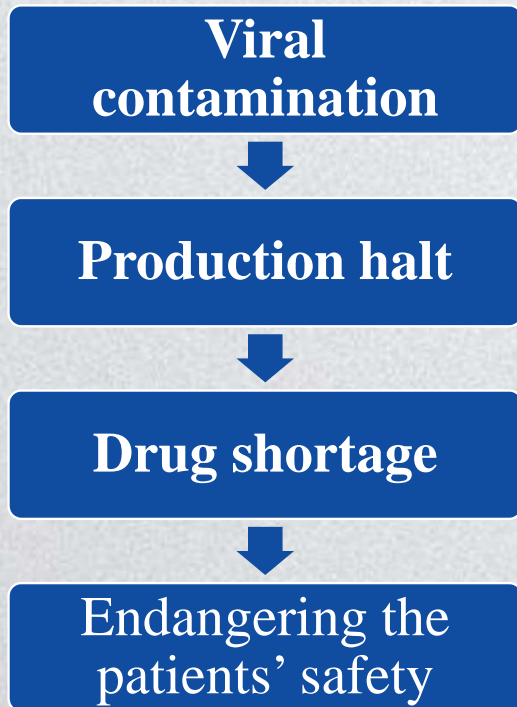 Viral
contamination
Production halt
Drug shortage
Endangering the
patients’ safety